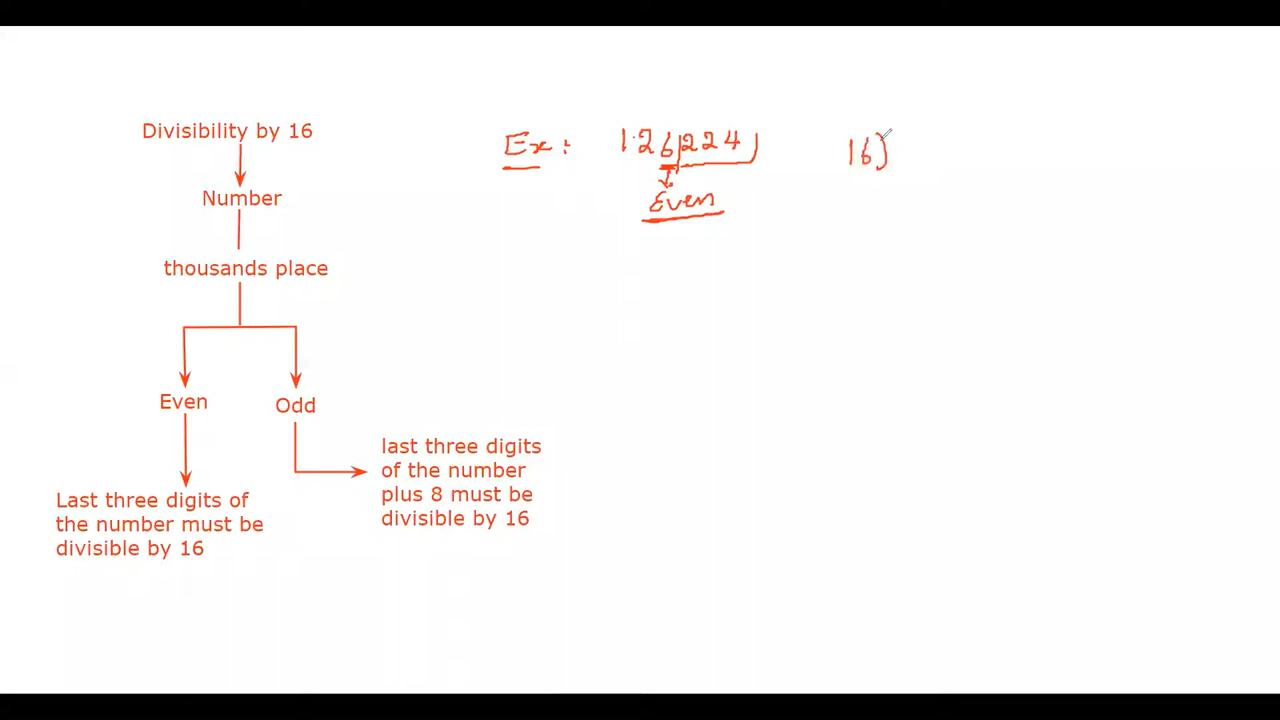 Divisibility by 16
Number
thousands place
Even
Odd
Last three digits of
the number must be
divisible by 16
last three digits
of the number
plus 8 must be
divisible by 16
Ex: 126224
Even
16)